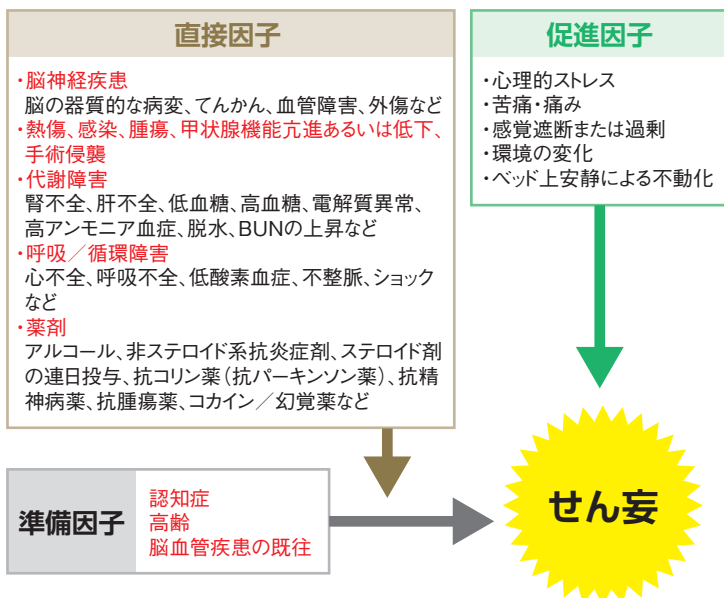 直接因子
・脳神経疾患
脳の器質的な病変、てんかん、血管障害、外傷など
・熱傷、感染、腫瘍、甲状腺機能亢進あるいは低下、
手術侵襲
・代謝障害
腎不全、肝不全、低血糖、高血糖、電解質異常、
高アンモニア血症、脱水、BUNの上昇など
・呼吸／循環障害
心不全、呼吸不全、低酸素血症、不整脈、ショック
など
・薬剤
アルコール、非ステロイド系抗炎症剤、ステロイド剤
の連日投与、抗コリン薬（抗パーキンソン薬）、抗精
神病薬、抗腫瘍薬、コカイン／幻覚薬など
促進因子
・心理的ストレス
・苦痛・痛み
・感覚遮断または過剰
・環境の変化
・ベッド上安静による不動化
準備因子
認知症
高齢
脳血管疾患の既往
せん妄